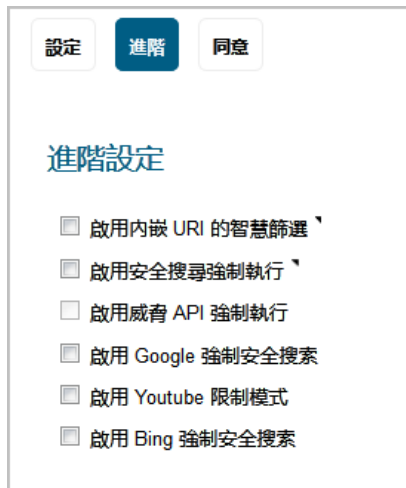 設定 進階 同意
進階設定
啟用內嵌 URI 的智慧篩選
啟用安全搜尋強制執行
啟用威脅 API 強制執行
啟用 Google 強制安全搜索
啟用 Youtube 限制模式
啟用 Bing 強制安全搜索